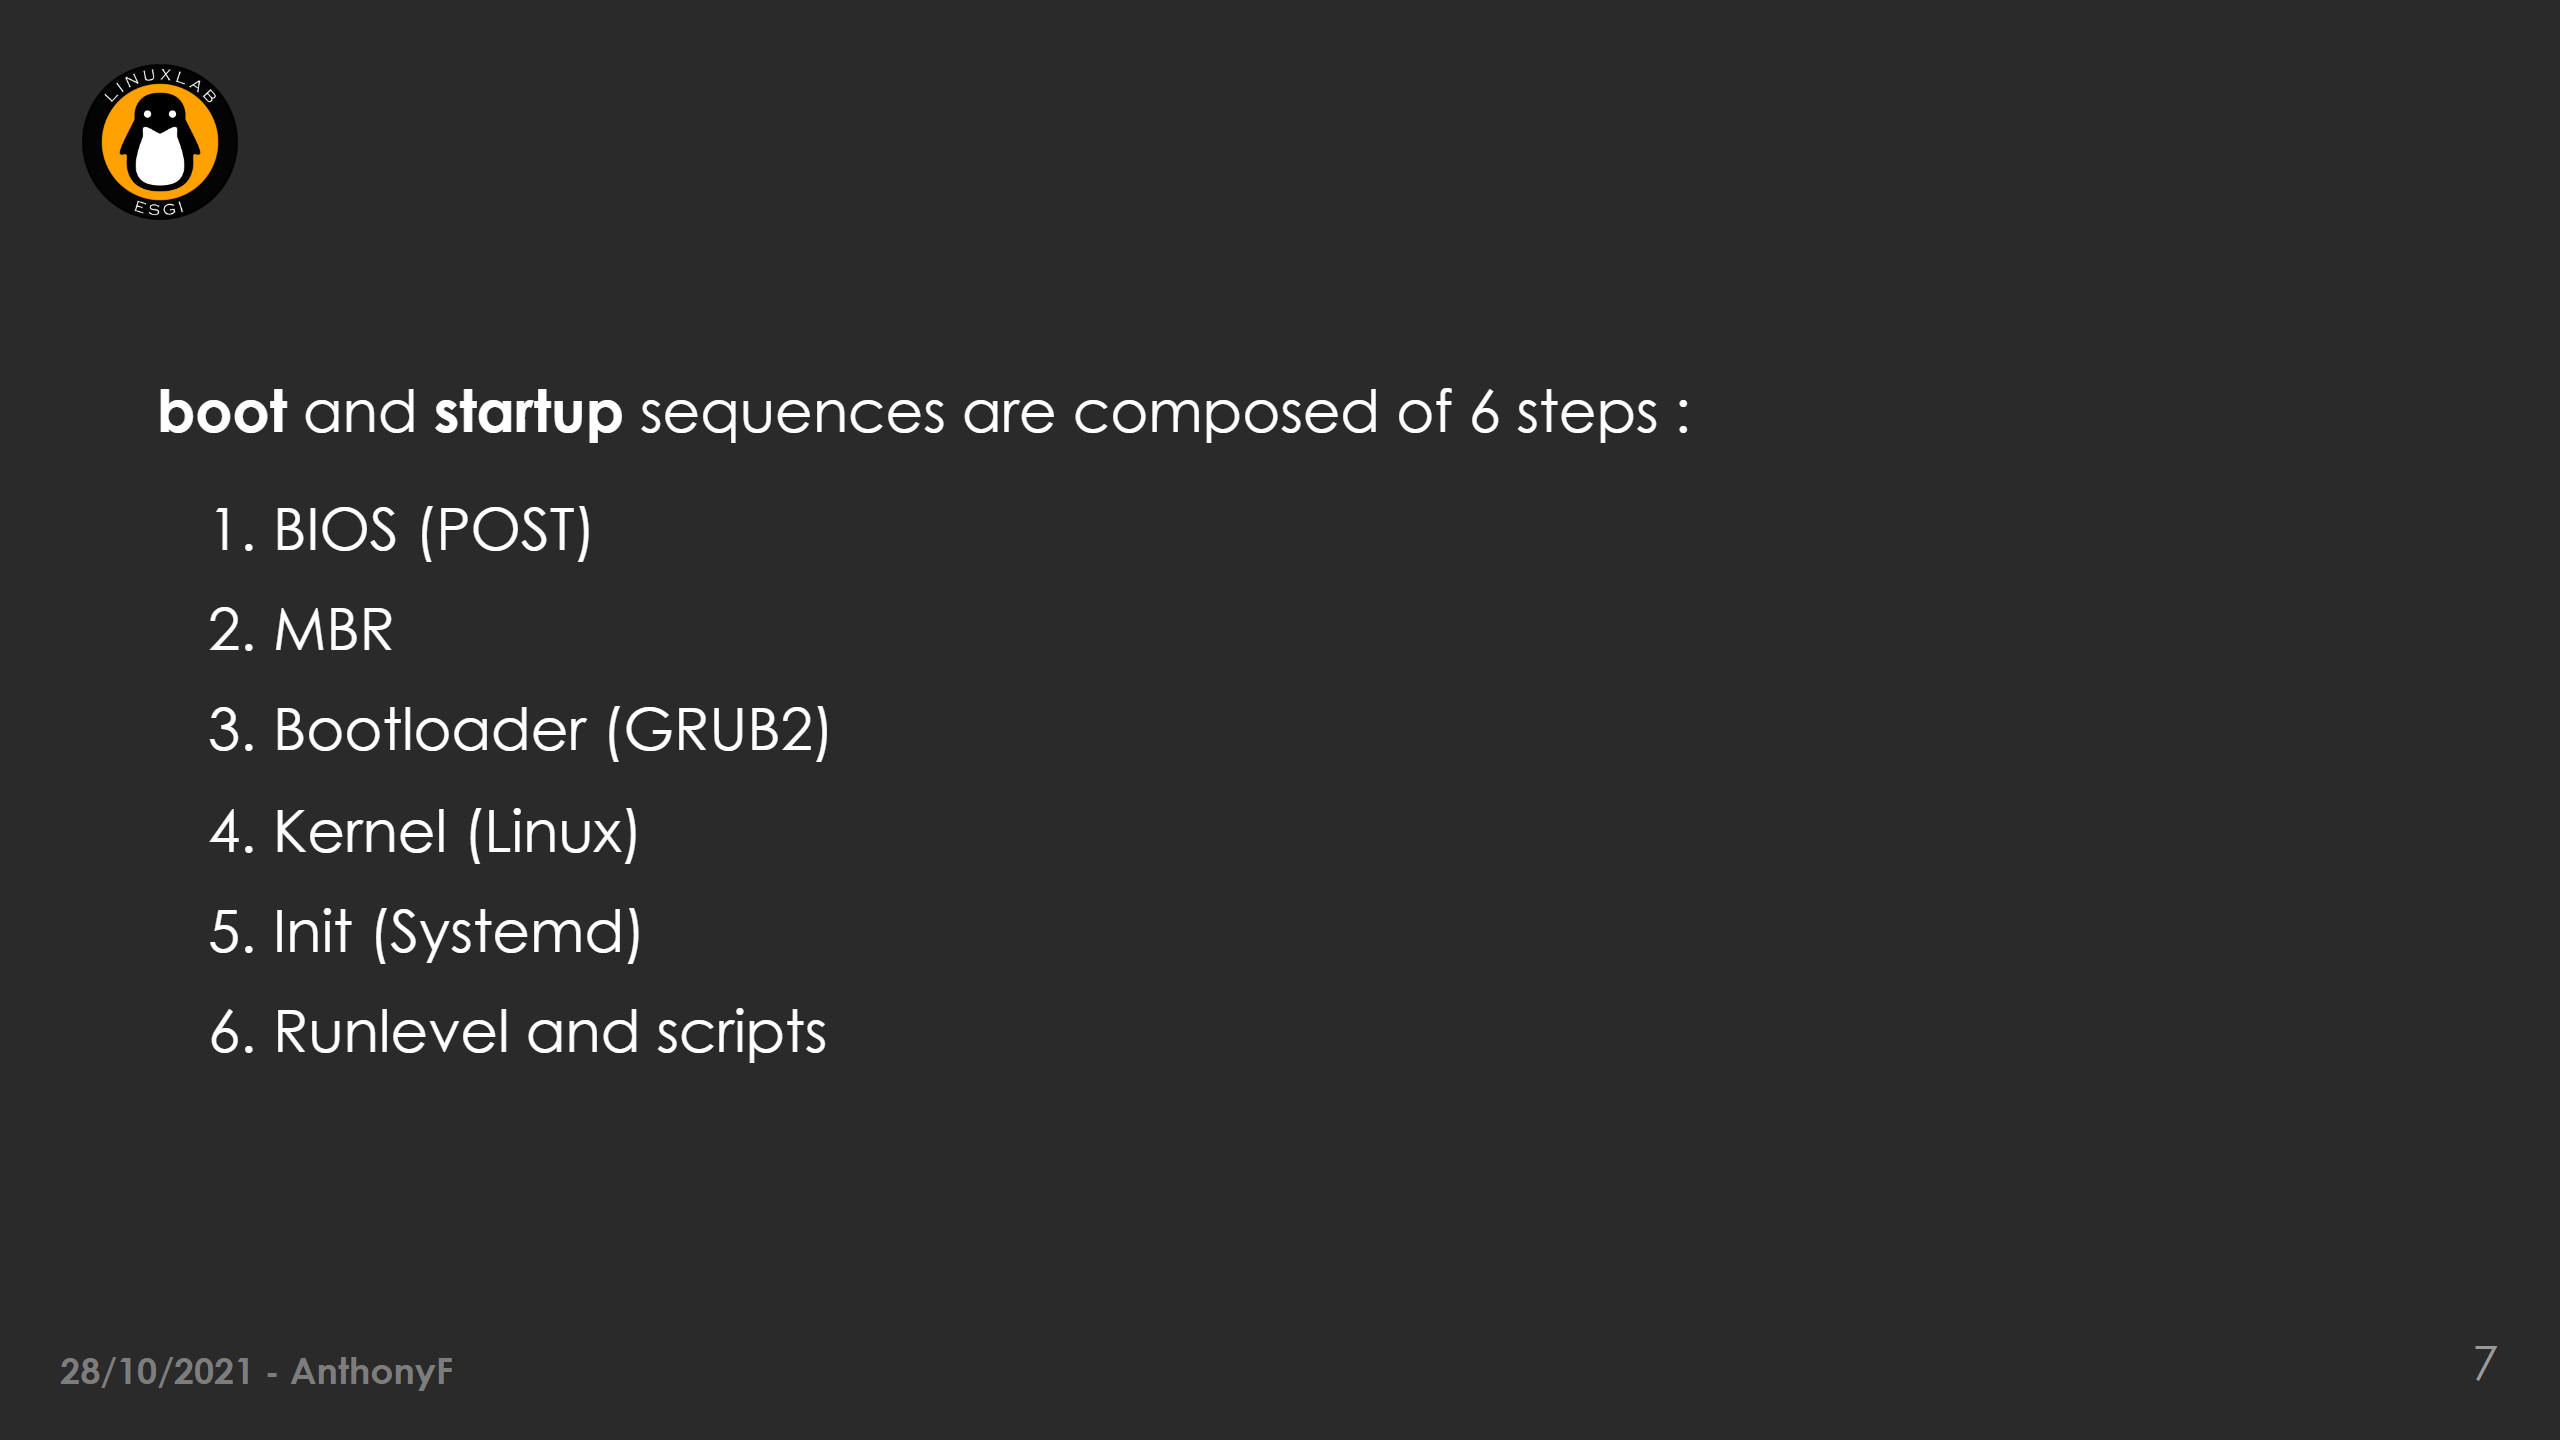 LINUXLAB
ESGI
boot and startup sequences are composed of 6 steps :
1. BIOS (POST)
2. MBR
3. Bootloader (GRUB2)
4. Kernel (Linux)
5. Init (Systemd)
6. Runlevel and scripts
28/10/2021 - AnthonyF
7